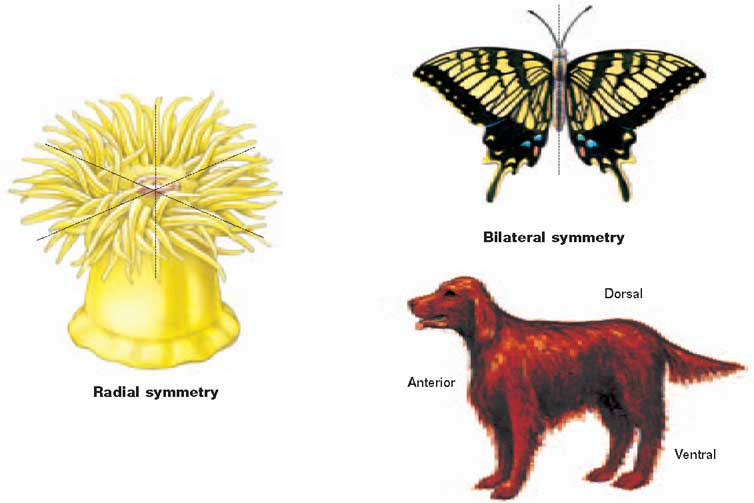 Bilateral symmetry
Radial symmetry
Dorsal
Anterior
Ventral